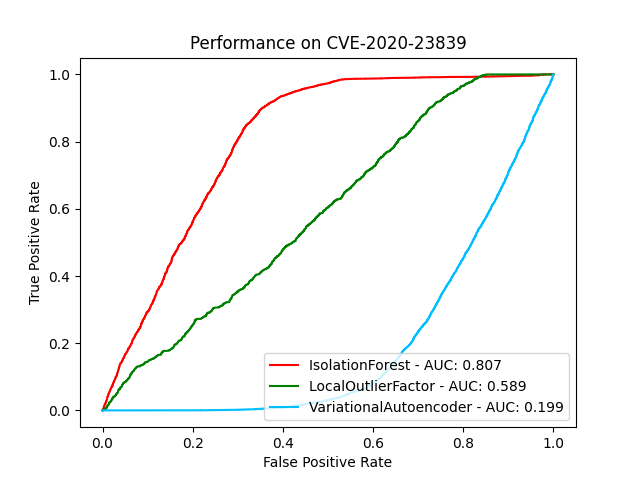 Performance on CVE-2020-23839
True Positive Rate
1.0
0.8
0.6
0.4
0.2
0.0
IsolationForest - AUC: 0.807
LocalOutlierFactor - AUC: 0.589
VariationalAutoencoder - AUC: 0.199
0.0 0.2 0.4 0.6 0.8 1.0
False Positive Rate